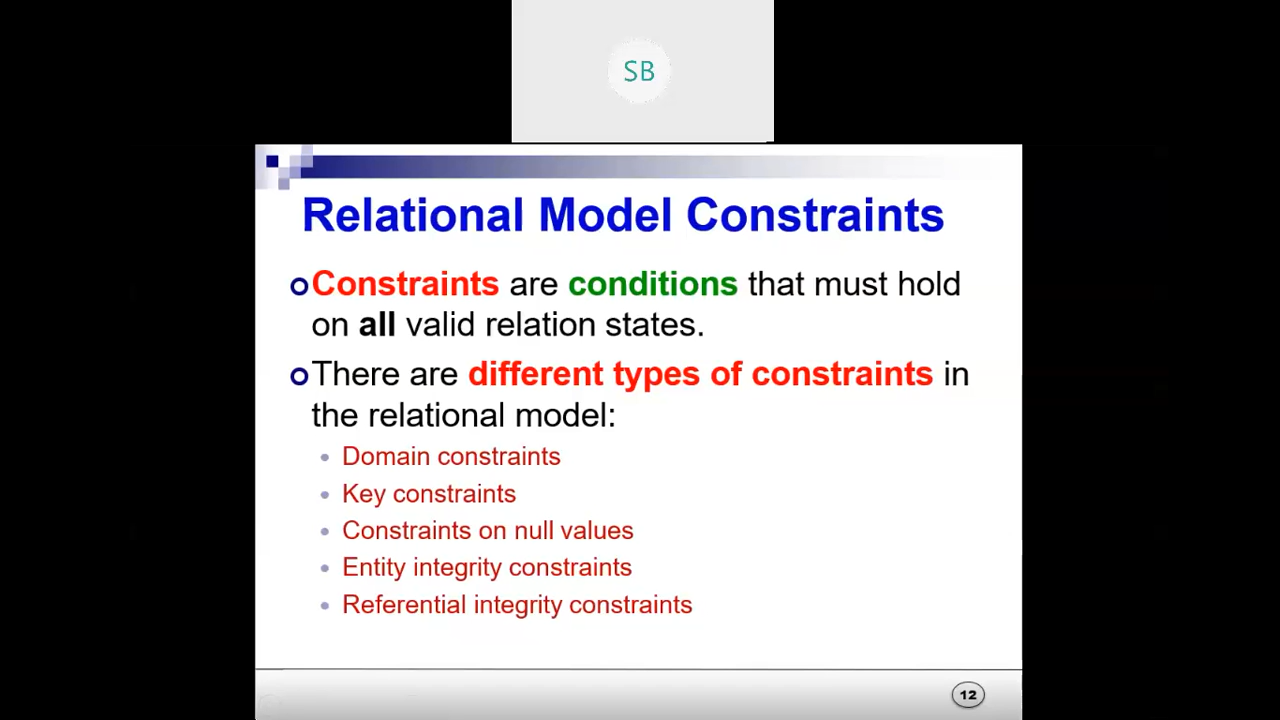 SB
Relational Model Constraints
Constraints are conditions that must hold
on all valid relation states.
There are different types of constraints in
the relational model:
• Domain constraints
• Key constraints
• Constraints on null values
• Entity integrity constraints
• Referential integrity constraints
12